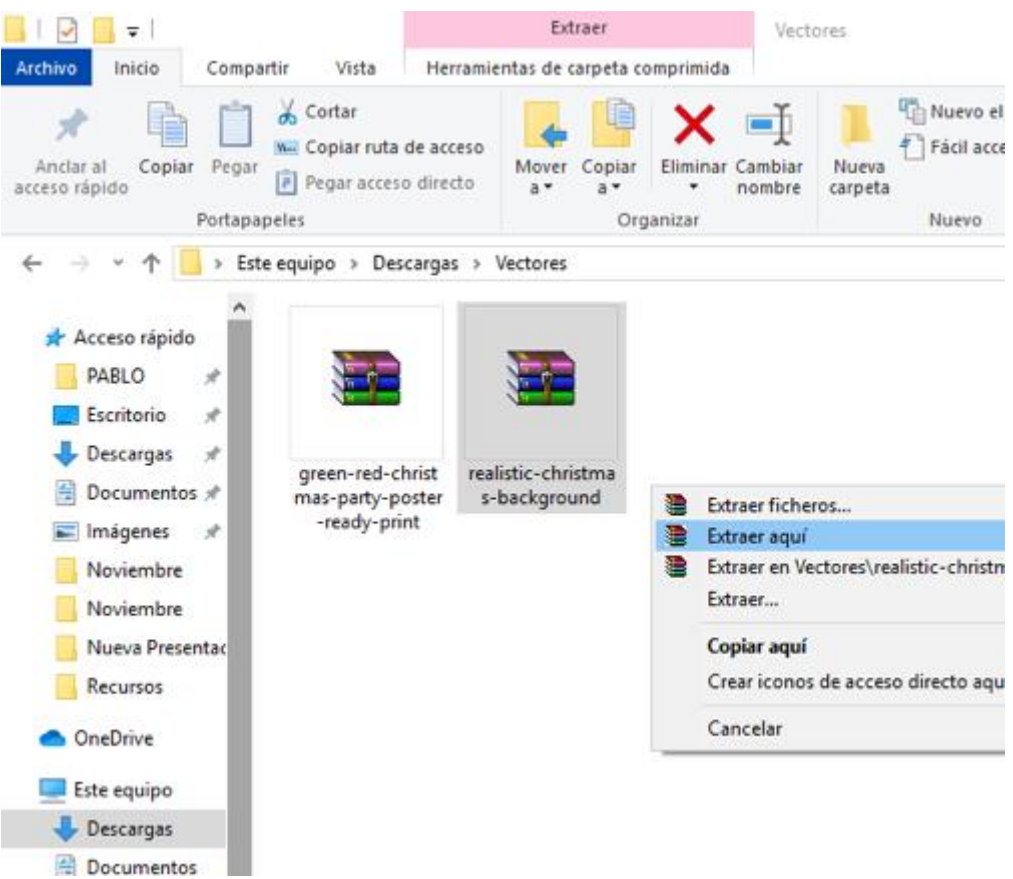 Extraer
Vectores
Archivo
Inicio
Compartir
Vista
Herramientas de carpeta comprimida
Anclar al
acceso rápido
Copiar
Pegar
Cortar
Copiar ruta de acceso
Pegar acceso directo
Mover
a
Copiar
a
Eliminar
Cambiar
nombre
Nueva
carpeta
Nuevo el
Fácil acce
Portapapeles
Organizar
Nuevo
Este equipo > Descargas > Vectores
Acceso rápido
PABLO
Escritorio
Descargas
Documentos
Imágenes
Noviembre
Noviembre
Nueva Presentac
Recursos
OneDrive
Este equipo
Descargas
Documentos
green-red-christ
mas-party-poster
-ready-print
realistic-christma
s-background
Extraer ficheros...
Extraer aquí
Extraer en Vectores\realistic-christn
Extraer...
Copiar aquí
Crear iconos de acceso directo aqu
Cancelar